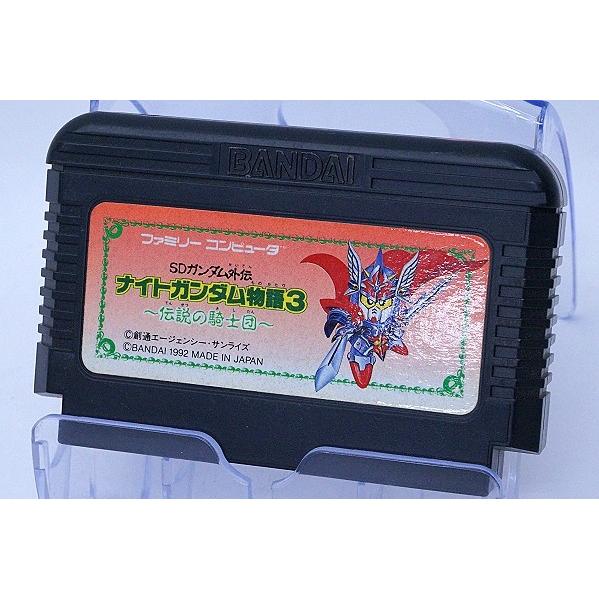 BANDAI
ファミリー コンピュータ
SDガンダム外伝
ナイトガンダム物語3
～伝説の騎士団～
©創通エージェンシー・サンライズ
©BANDAI 1992 MADE IN JAPAN